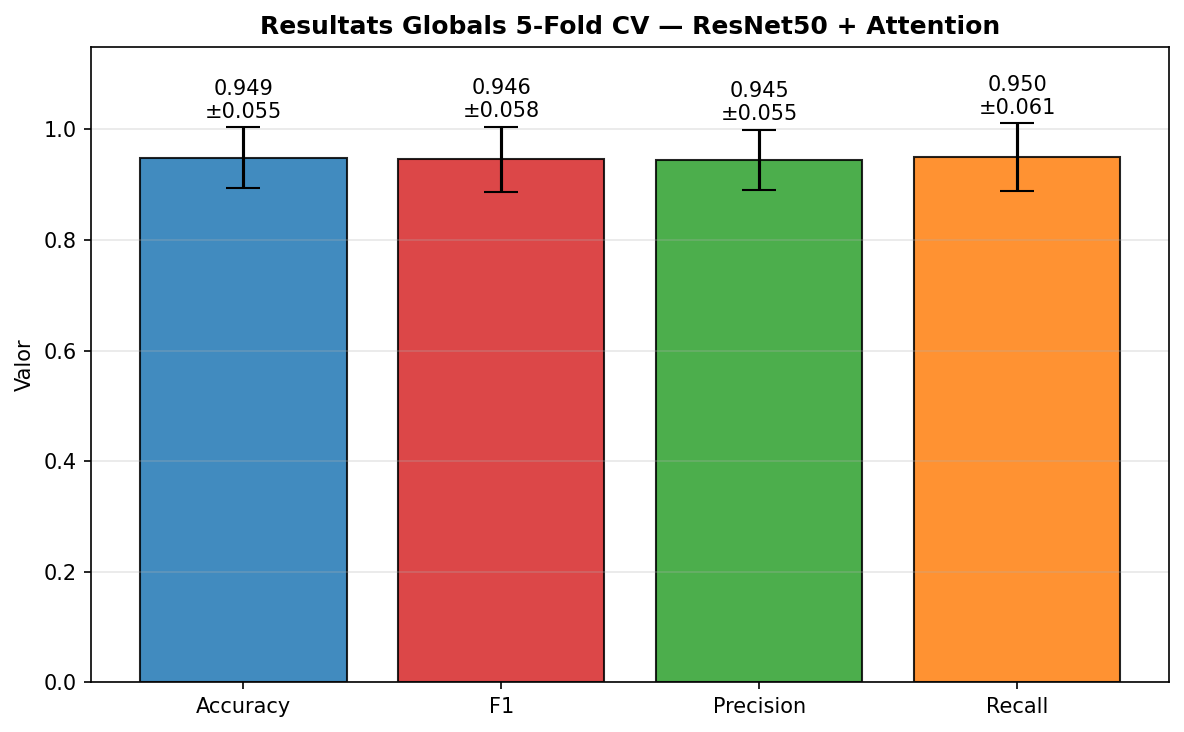 Resultats Globals 5-Fold CV — ResNet50 + Attention
0.949
±0.055
0.946
±0.058
0.945
±0.055
0.950
±0.061
1.0
0.8
0.6
0.4
0.2
0.0
Valor
Accuracy
F1
Precision
Recall